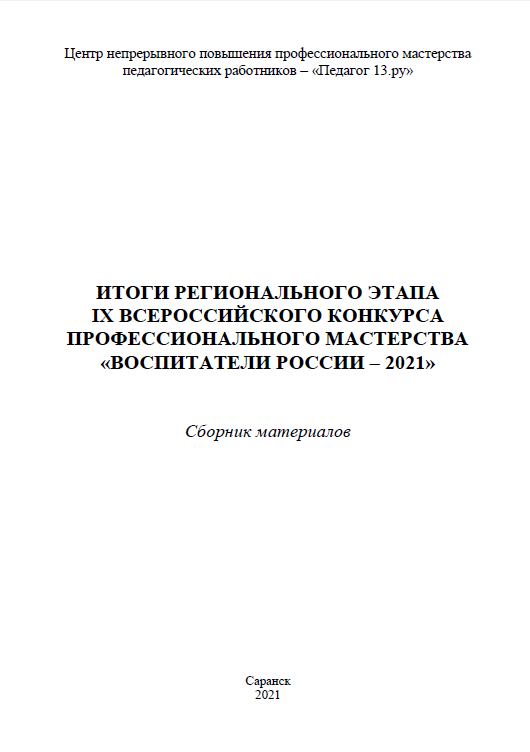 Центр непрерывного повышения профессионального мастерства
педагогических работников – «Педагог 13.ру»
ИТОГИ РЕГИОНАЛЬНОГО ЭТАПА
IX ВСЕРОССИЙСКОГО КОНКУРСА
ПРОФЕССИОНАЛЬНОГО МАСТЕРСТВА
«ВОСПИТАТЕЛИ РОССИИ – 2021»
Сборник материалов
Саранск
2021